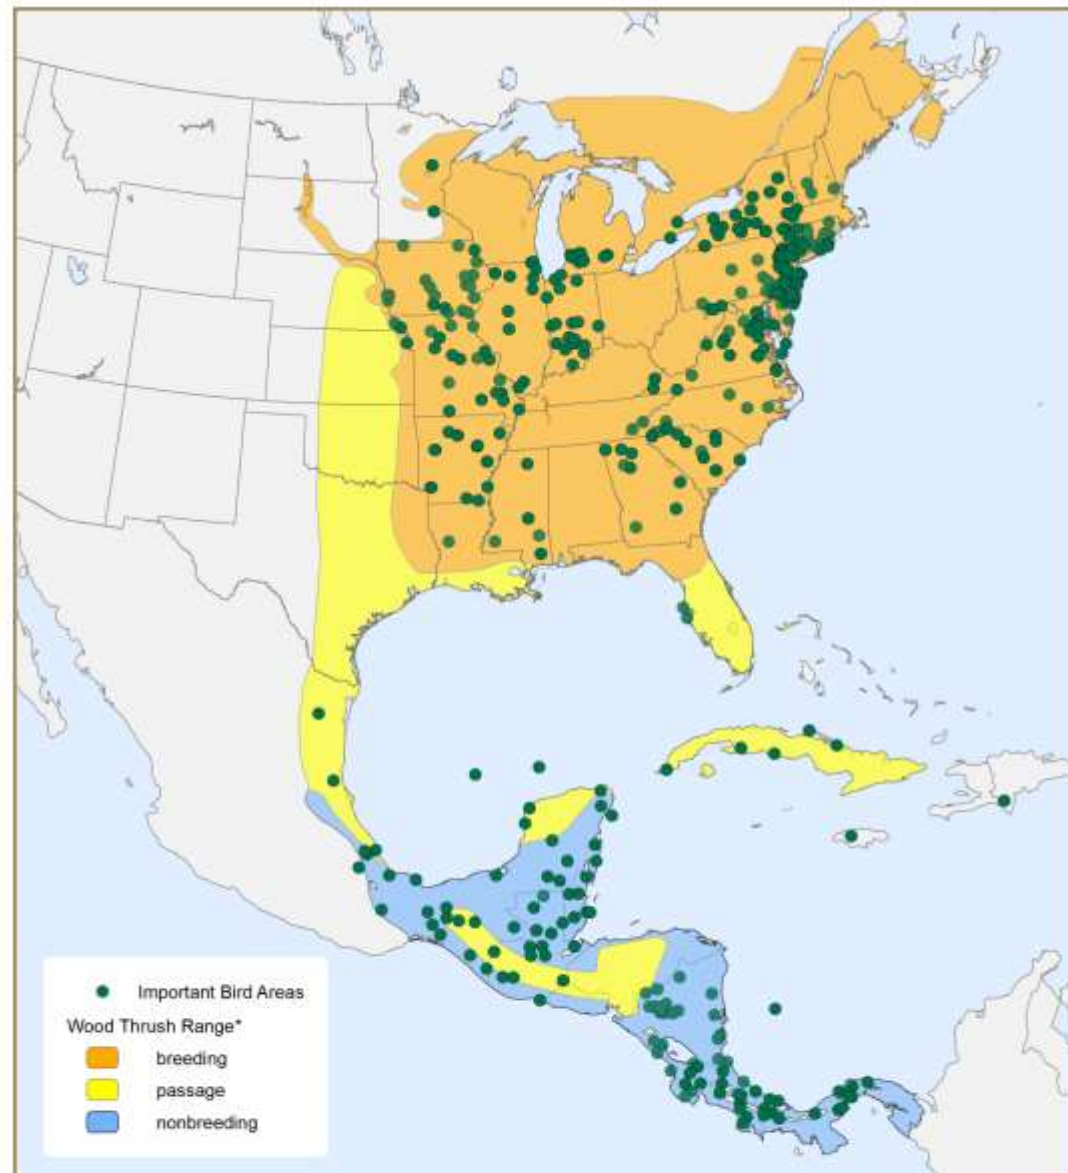 Important Bird Areas
Wood Thrush Range*
breeding
passage
nonbreeding